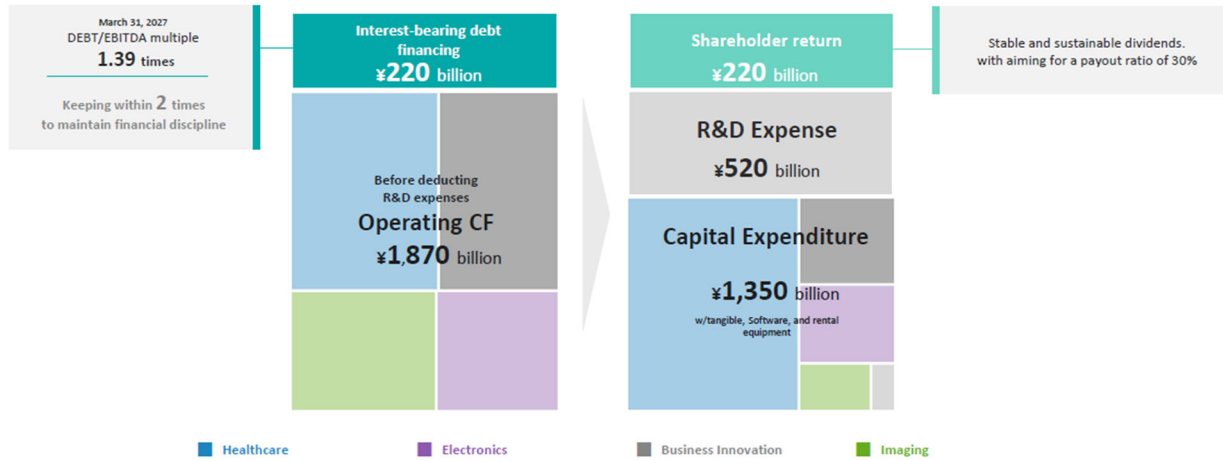 March 31, 2027
DEBT/EBITDA multiple
1.39 times
Keeping within 2 times
to maintain financial discipline
Interest-bearing debt
financing
¥220 billion
Before deducting
R&D expenses
Operating CF
¥1,870 billion
Shareholder return
¥220 billion
R&D Expense
¥520 billion
Capital Expenditure
¥1,350 billion
w/tangible, Software, and rental
equipment
Stable and sustainable dividends.
with aiming for a payout ratio of 30%
Healthcare
Electronics
Business Innovation
Imaging